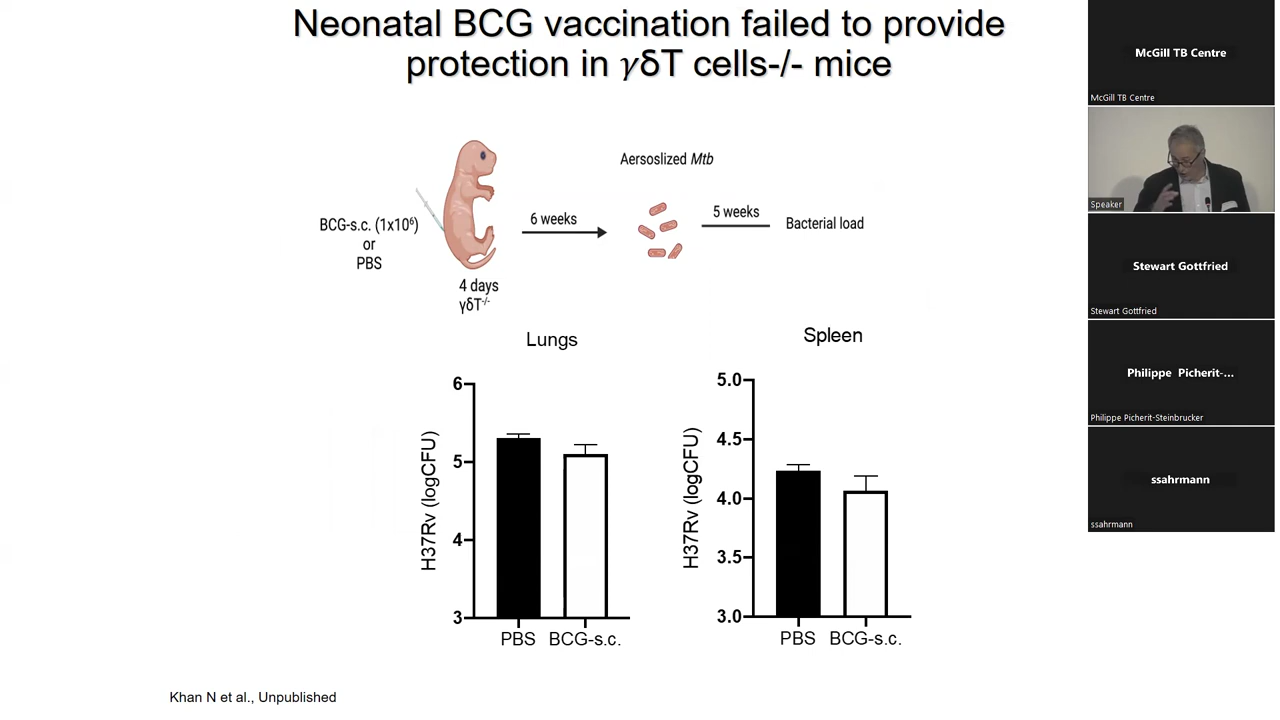 Neonatal BCG vaccination failed to provide
protection in γδT cells-/- mice
Aersoslized Mtb
BCG-s.c. (1x10⁶)
or
PBS
6 weeks
5 weeks
Bacterial load
4 days
γδT⁻/⁻
Lungs
6
5
4
3
H37Rv (logCFU)
PBS
BCG-s.c.
Spleen
5.0
4.5
4.0
3.5
3.0
H37Rv (logCFU)
PBS
BCG-s.c.
Khan N et al., Unpublished
McGill TB Centre
McGill TB Centre
Speaker
Stewart Gottfried
Stewart Gottfried
Philippe Picherit-...
Philippe Picherit-Steinbrucker
ssahrmann
ssahrmann